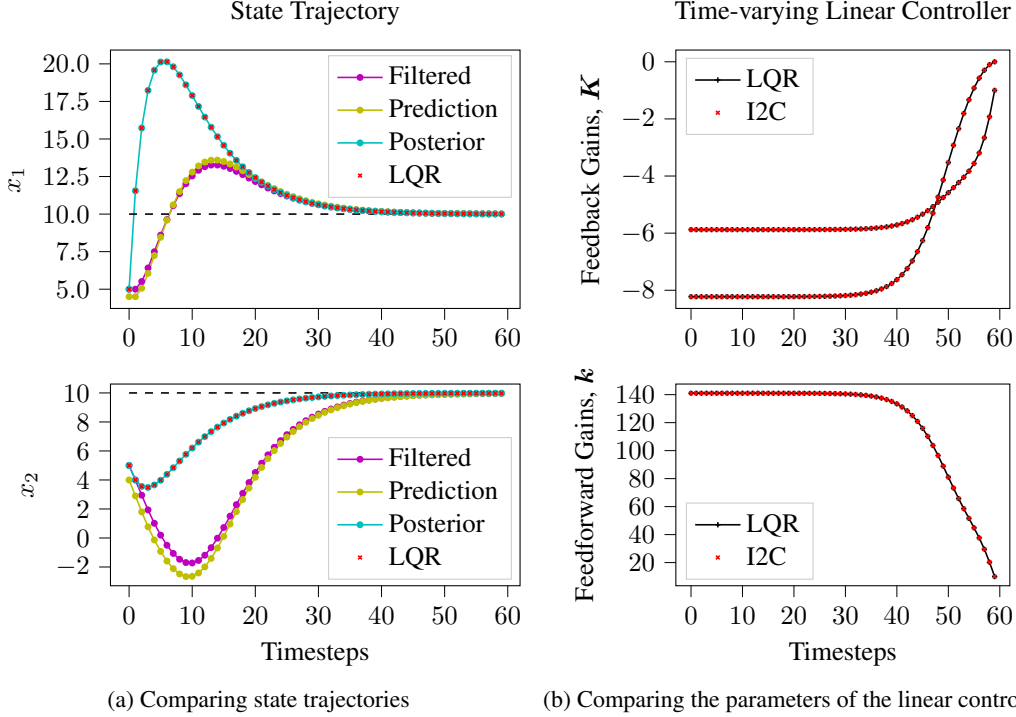 State Trajectory
20.0
17.5
15.0
12.5
10.0
7.5
5.0
x1
Filtered
Prediction
Posterior
LQR
0 10 20 30 40 50 60
10
8
6
4
2
0
−2
x2
Filtered
Prediction
Posterior
LQR
0 10 20 30 40 50 60
Timesteps
(a) Comparing state trajectories
Time-varying Linear Controller
0
−2
−4
−6
−8
Feedback Gains, K
LQR
I2C
0 10 20 30 40 50 60
140
120
100
80
60
40
20
Feedforward Gains, k
LQR
I2C
0 10 20 30 40 50 60
Timesteps
(b) Comparing the parameters of the linear contro